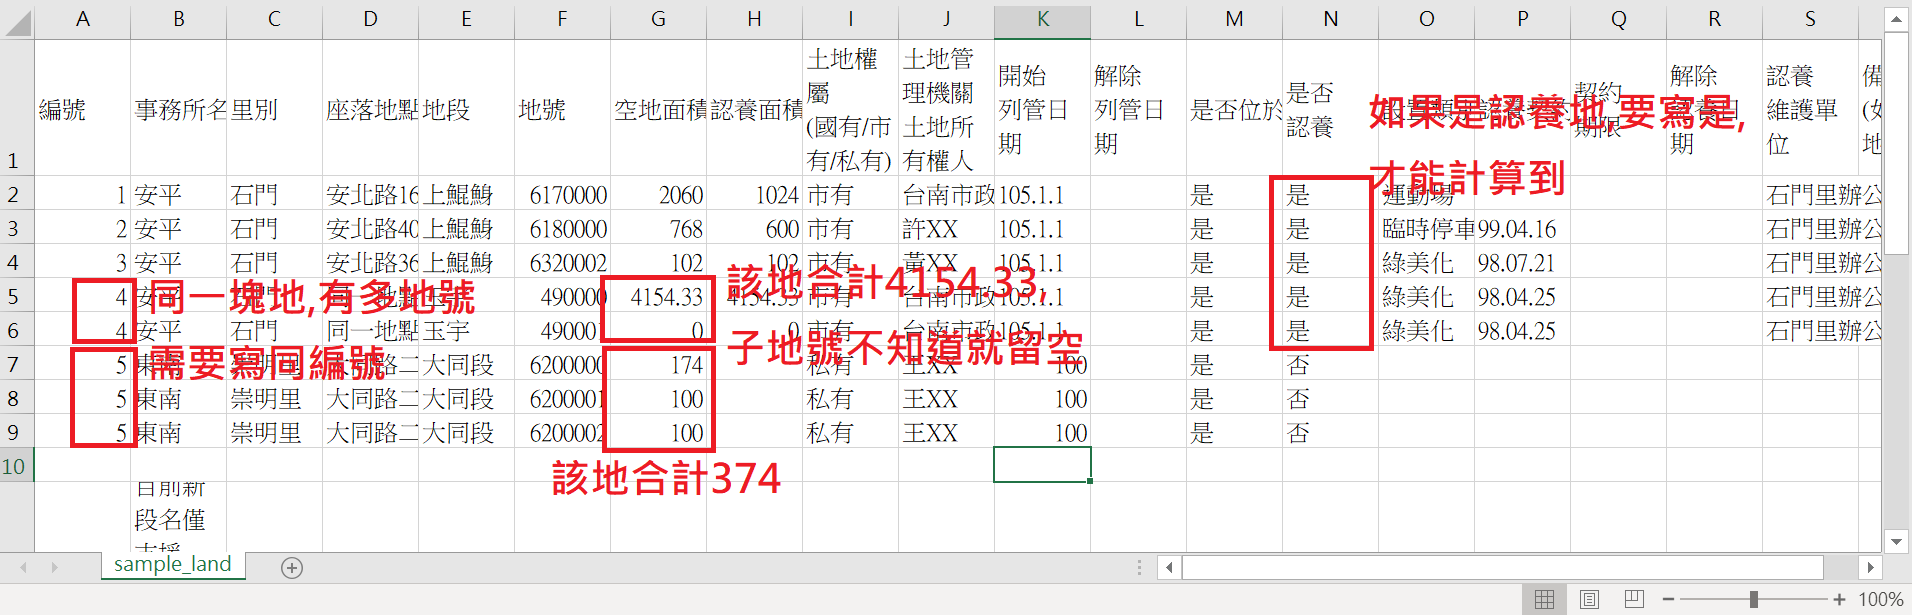 A B C D E F G H I J K L M N O P Q R S
1 編號 事務所名 里別 座落地點 地段 地號 空地面積 認養面積 土地權屬(國有/市有/私有) 土地管理機關土地所有權人 開始列管日期 解除列管日期 是否位於 是否認養 契約期限 解除認養日期 認養維護單位
如果是認養地,要寫是,
才能計算到
2 1 安平 石門 安北路16 上鯤鯓 6170000 2060 1024 市有 台南市政 105.1.1 是 是 運動場 石門里辦公
3 2 安平 石門 安北路40 上鯤鯓 6180000 768 600 市有 許XX 105.1.1 是 是 臨時停車 99.04.16 石門里辦公
4 3 安平 石門 安北路36 上鯤鯓 6320002 102 102 市有 黃XX 105.1.1 是 是 綠美化 98.07.21 石門里辦公
同一塊地,有多地號
該地合計4154.33,
5 4 安平 石門 同一地點 玉宇 490000 4154.33 4154.33 市有 台南市政 105.1.1 是 是 綠美化 98.04.25 石門里辦公
6 4 安平 石門 同一地點 玉宇 490001 0 0 市有 台南市政 105.1.1 是 是 綠美化 98.04.25 石門里辦公
需要寫同編號
子地號不知道就留空
7 5 東南 崇明里 大同路二 大同段 6200000 174 私有 王XX 100 是 否
8 5 東南 崇明里 大同路二 大同段 6200001 100 私有 王XX 100 是 否
9 5 東南 崇明里 大同路二 大同段 6200002 100 私有 王XX 100 是 否
10
該地合計374
目前新
段名僅
支援
sample_land
100%